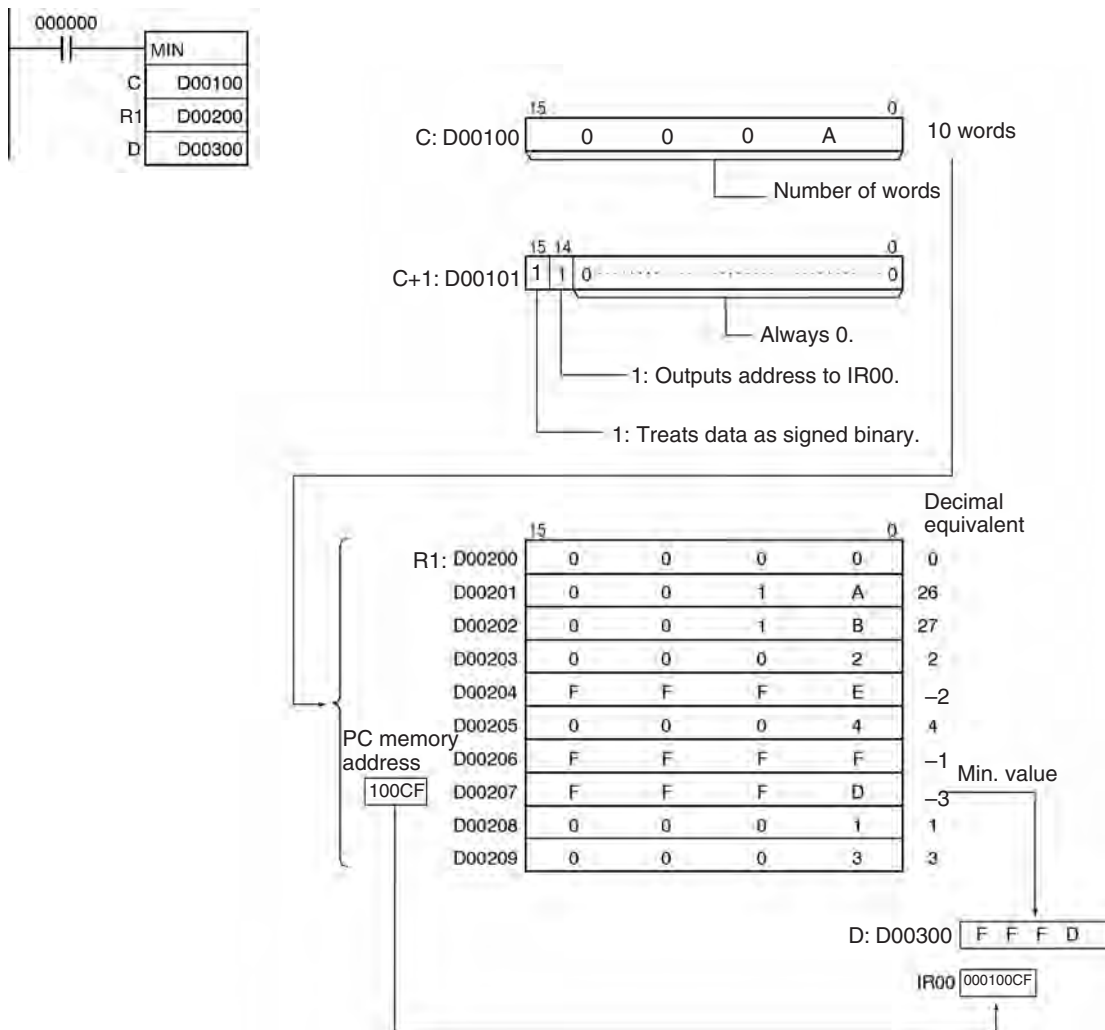 000000
MIN
C D00100
R1 D00200
D D00300
15 0
C: D00100 0 0 0 A 10 words
Number of words
15 14 0
C+1: D00101 1 1 0 0
Always 0.
1: Outputs address to IR00.
1: Treats data as signed binary.
Decimal
equivalent
15 0
R1: D00200 0 0 0 0 0
D00201 0 0 1 A 26
D00202 0 0 1 B 27
D00203 0 0 0 2 2
D00204 F F F E –2
D00205 0 0 0 4 4
PC memory
address
D00206 F F F F –1
Min. value
100CF D00207 F F F D –3
D00208 0 0 0 1 1
D00209 0 0 0 3 3
D: D00300 F F F D
IR00 000100CF